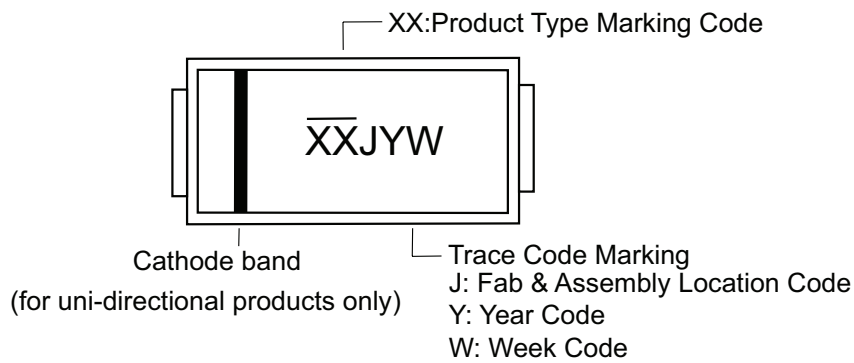 XX:Product Type Marking Code
XXJYW
Cathode band
(for uni-directional products only)
Trace Code Marking
J: Fab & Assembly Location Code
Y: Year Code
W: Week Code